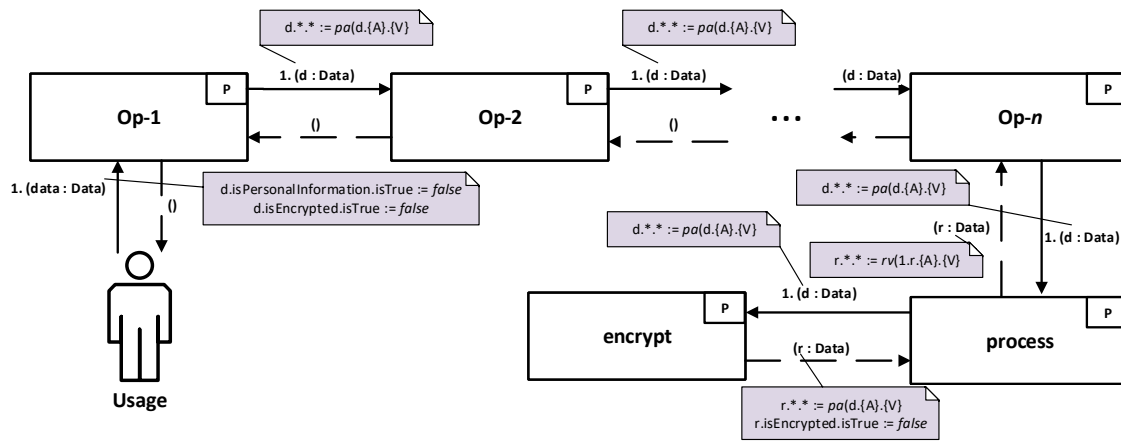 d.*.* := pa(d.{A}.{V}
d.*.* := pa(d.{A}.{V}
1. (d : Data)
1. (d : Data)
(d : Data)
P
P
P
Op-1
Op-2
...
Op-n
()
()
1. (data : Data)
()
d.isPersonalInformation.isTrue := false
d.isEncrypted.isTrue := false
d.*.* := pa(d.{A}.{V}
d.*.* := pa(d.{A}.{V}
(r : Data)
1. (d : Data)
r.*.* := rv(1.r.{A}.{V}
1. (d : Data)
P
P
encrypt
process
(r : Data)
Usage
r.*.* := pa(d.{A}.{V}
r.isEncrypted.isTrue := false